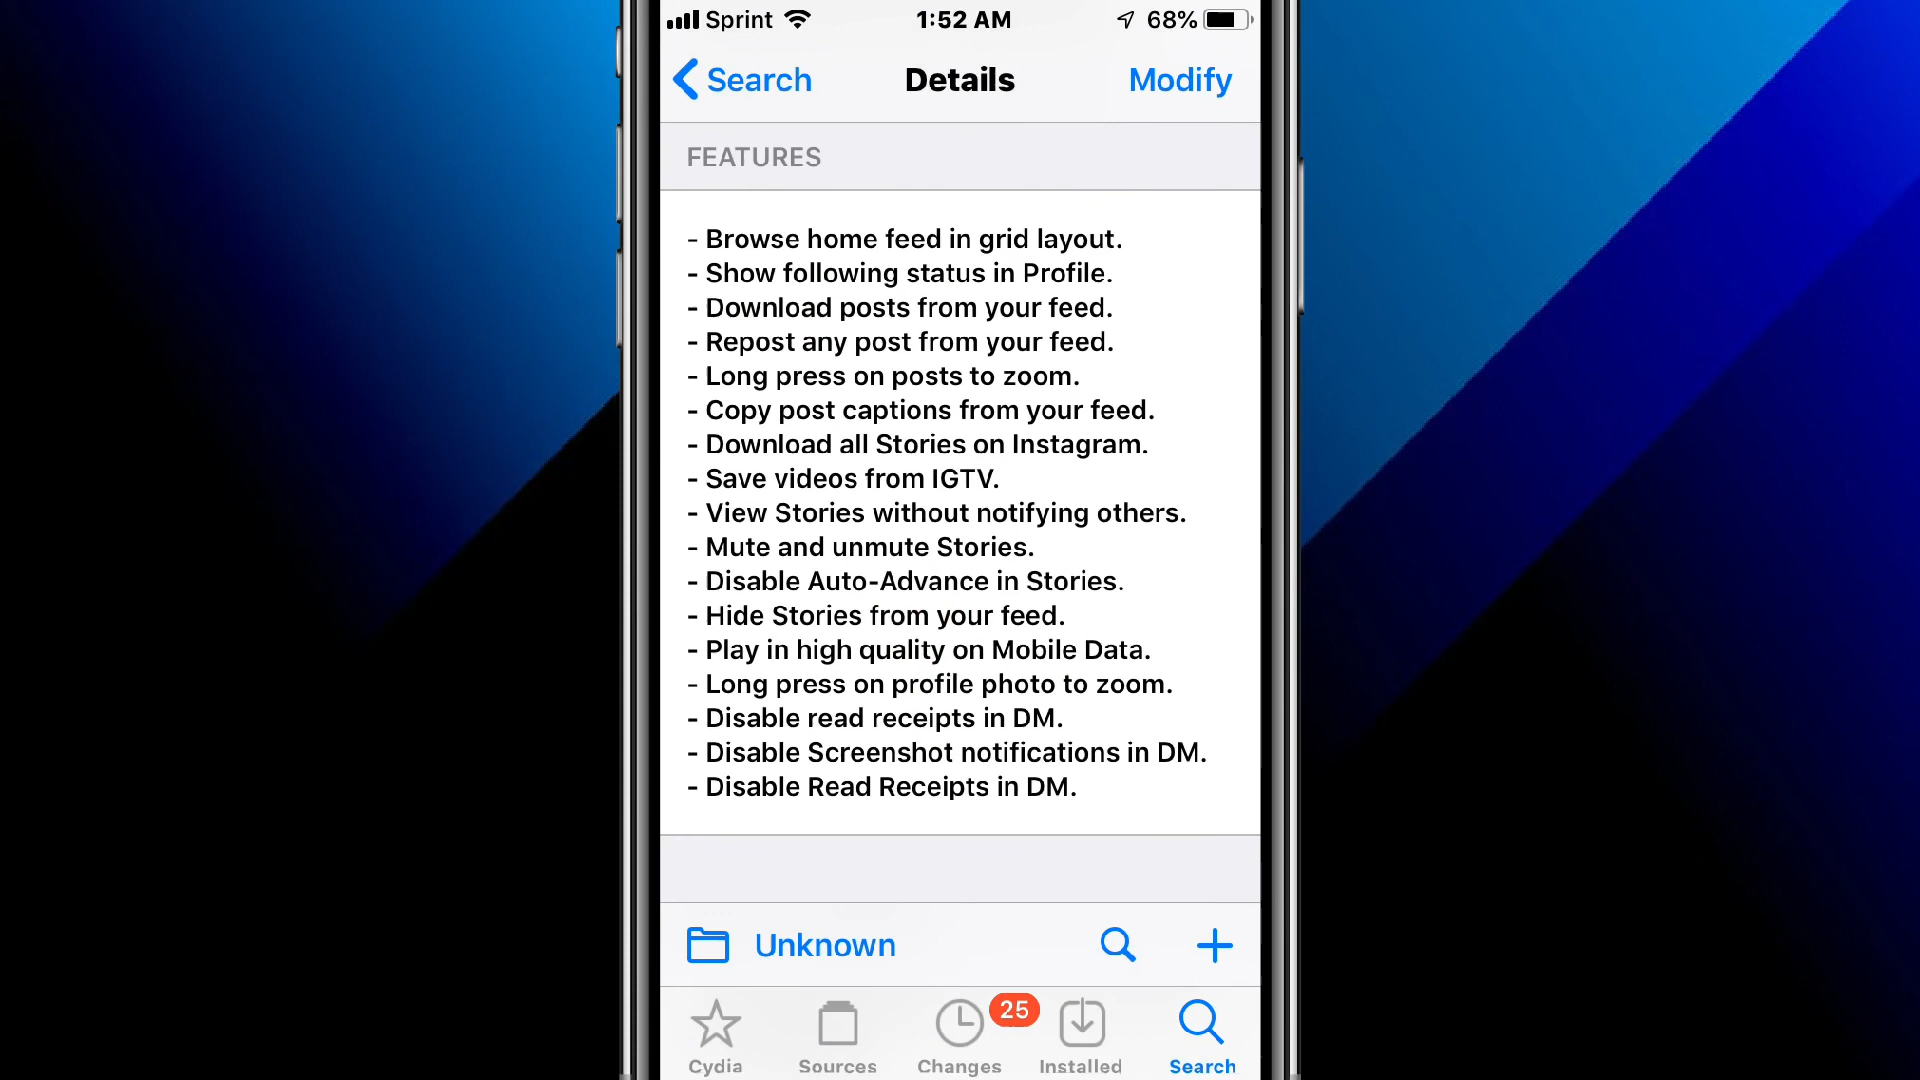 Sprint 1:52 AM 68%
Search Details Modify
FEATURES
- Browse home feed in grid layout.
- Show following status in Profile.
- Download posts from your feed.
- Repost any post from your feed.
- Long press on posts to zoom.
- Copy post captions from your feed.
- Download all Stories on Instagram.
- Save videos from IGTV.
- View Stories without notifying others.
- Mute and unmute Stories.
- Disable Auto-Advance in Stories.
- Hide Stories from your feed.
- Play in high quality on Mobile Data.
- Long press on profile photo to zoom.
- Disable read receipts in DM.
- Disable Screenshot notifications in DM.
- Disable Read Receipts in DM.
Unknown
25
Cydia Sources Changes Installed Search